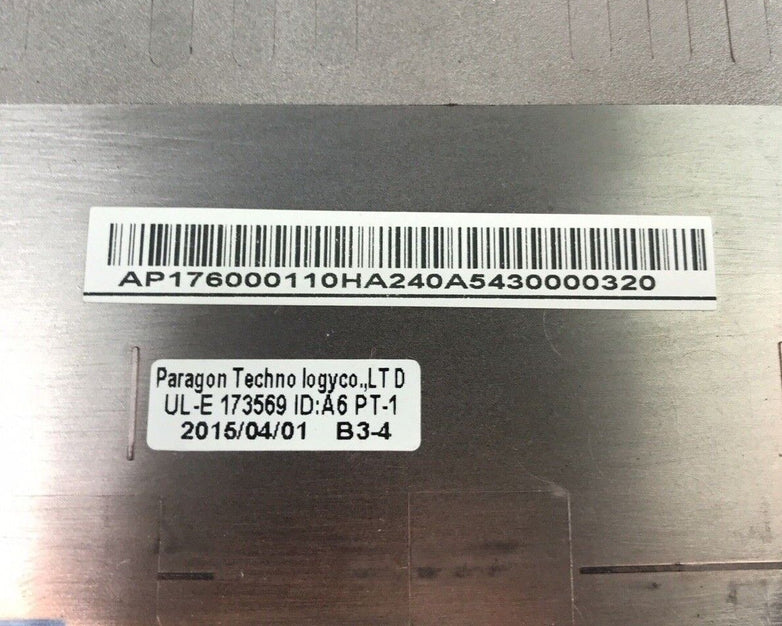 AP176000110HA240A5430000320
Paragon Techno logyco.,LT D
UL-E 173569 ID:A6 PT-1
2015/04/01 B3-4